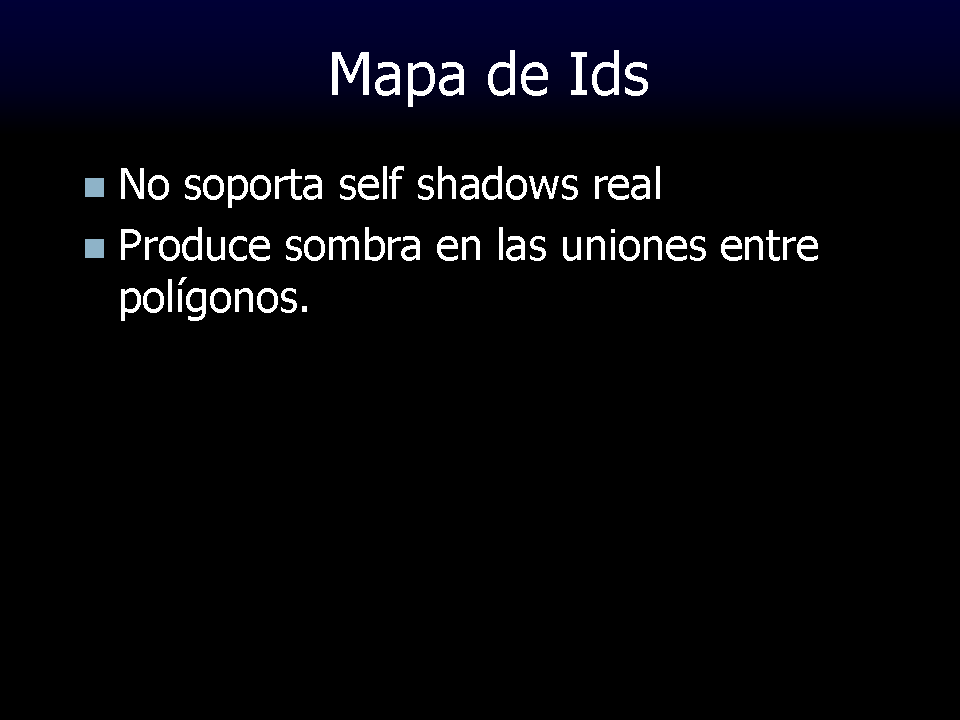 Mapa de Ids
No soporta self shadows real
Produce sombra en las uniones entre
polígonos.